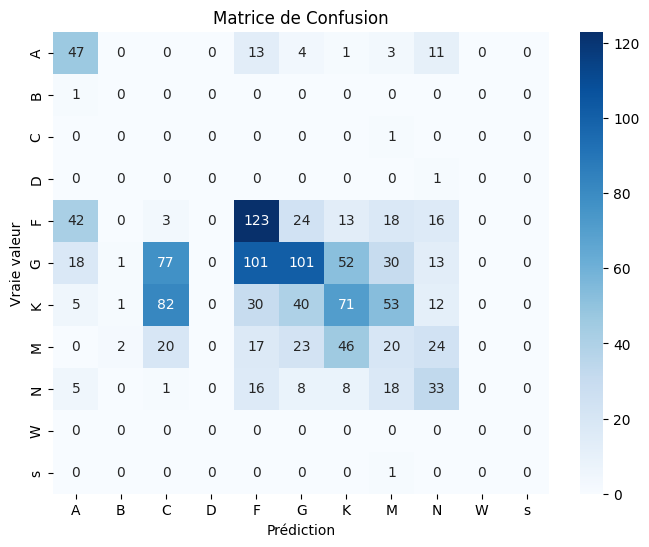 Matrice de Confusion
A 47 0 0 0 13 4 1 3 11 0 0
B 1 0 0 0 0 0 0 0 0 0 0
C 0 0 0 0 0 0 0 1 0 0 0
D 0 0 0 0 0 0 0 0 1 0 0
F 42 0 3 0 123 24 13 18 16 0 0
G 18 1 77 0 101 101 52 30 13 0 0
K 5 1 82 0 30 40 71 53 12 0 0
M 0 2 20 0 17 23 46 20 24 0 0
N 5 0 1 0 16 8 8 18 33 0 0
W 0 0 0 0 0 0 0 0 0 0 0
s 0 0 0 0 0 0 0 1 0 0 0
A B C D F G K M N W s
Prédiction
Vraie valeur
120
100
80
60
40
20
0